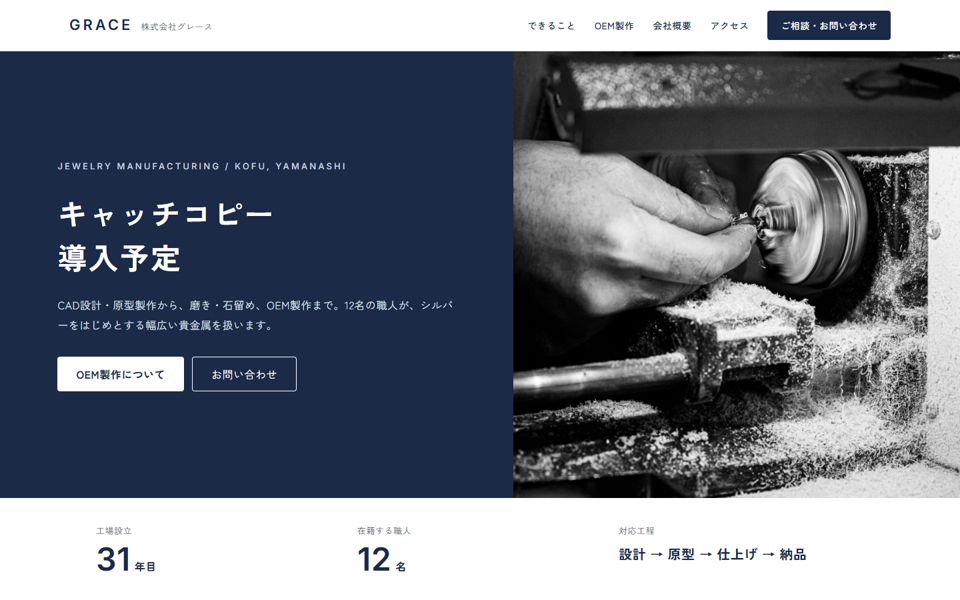 GRACE 株式会社グレース できること OEM製作 会社概要 アクセス ご相談・お問い合わせ
JEWELRY MANUFACTURING / KOFU, YAMANASHI
キャッチコピー
導入予定
CAD設計・原型製作から、磨き・石留め、OEM製作まで。12名の職人が、シルバ
ーをはじめとする幅広い貴金属を扱います。
OEM製作について お問い合わせ
工場設立 在籍する職人 対応工程
31年目 12名 設計 → 原型 → 仕上げ → 納品